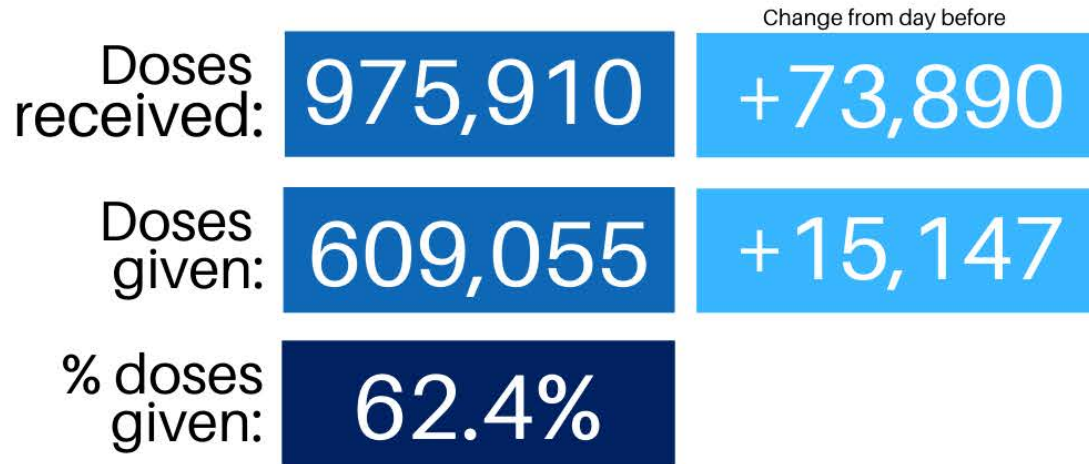 Change from day before
Doses received: 975,910 +73,890
Doses given: 609,055 +15,147
% doses given: 62.4%